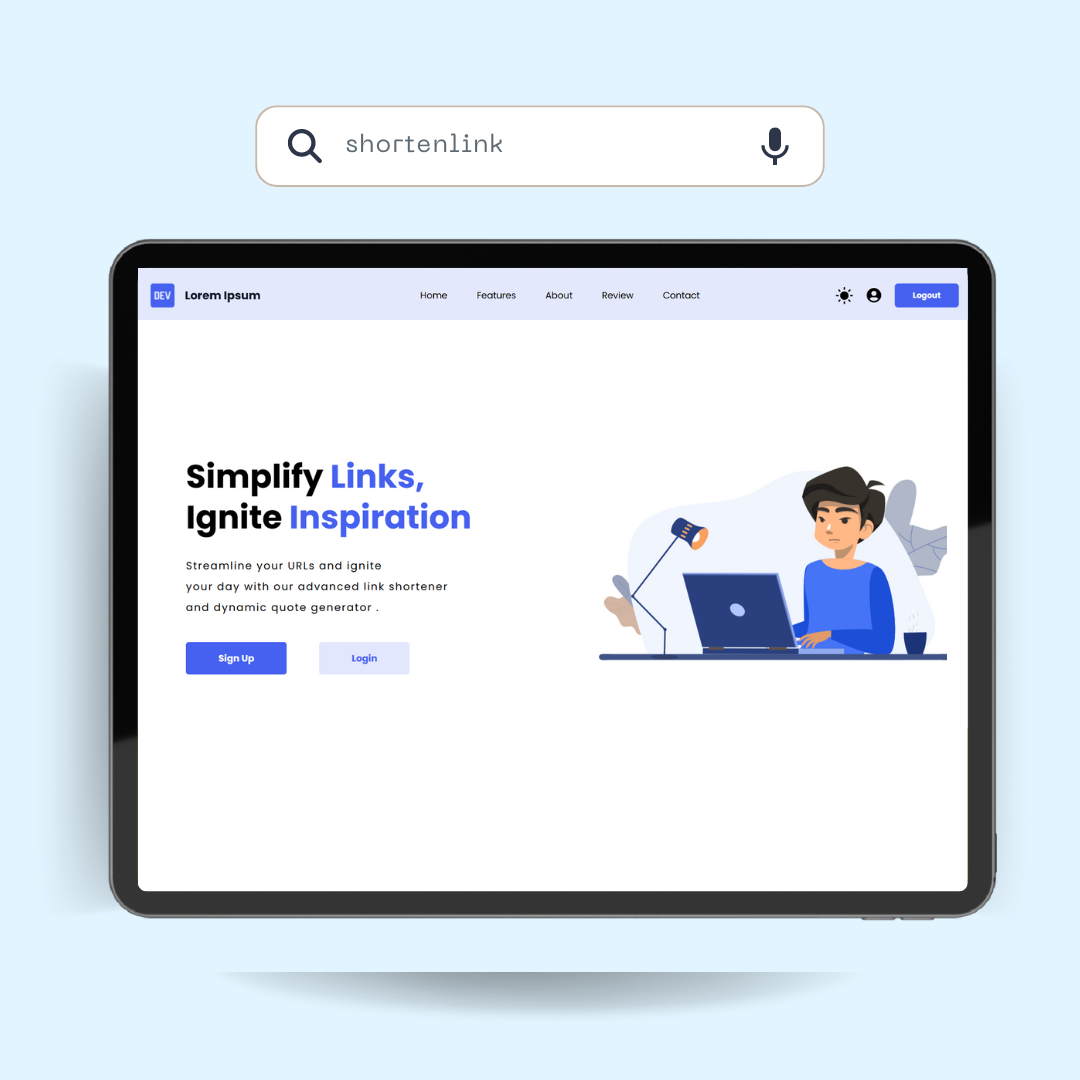 shortenlink
DEV Lorem Ipsum Home Features About Review Contact Logout
Simplify Links,
Ignite Inspiration
Streamline your URLs and ignite
your day with our advanced link shortener
and dynamic quote generator .
Sign Up Login